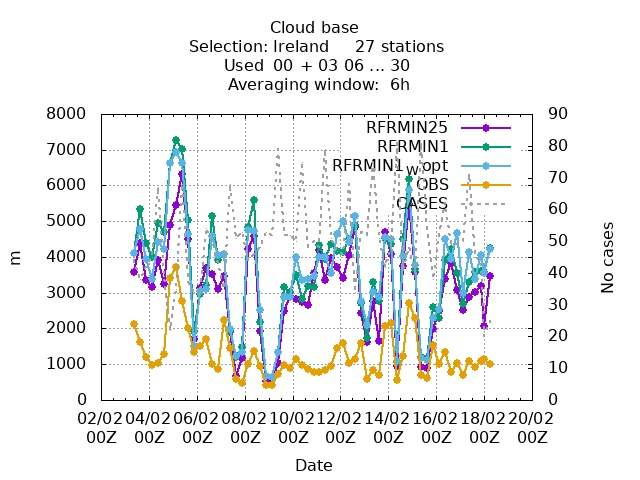 Cloud base
Selection: Ireland 27 stations
Used 00 + 03 06 ... 30
Averaging window: 6h
8000
7000
6000
5000
4000
3000
2000
1000
0
m
90
80
70
60
50
40
30
20
10
0
No cases
RFRMIN25
RFRMIN1
RFRMIN1_w opt
OBS
CASES
02/02 04/02 06/02 08/02 10/02 12/02 14/02 16/02 18/02 20/02
00Z 00Z 00Z 00Z 00Z 00Z 00Z 00Z 00Z 00Z
Date